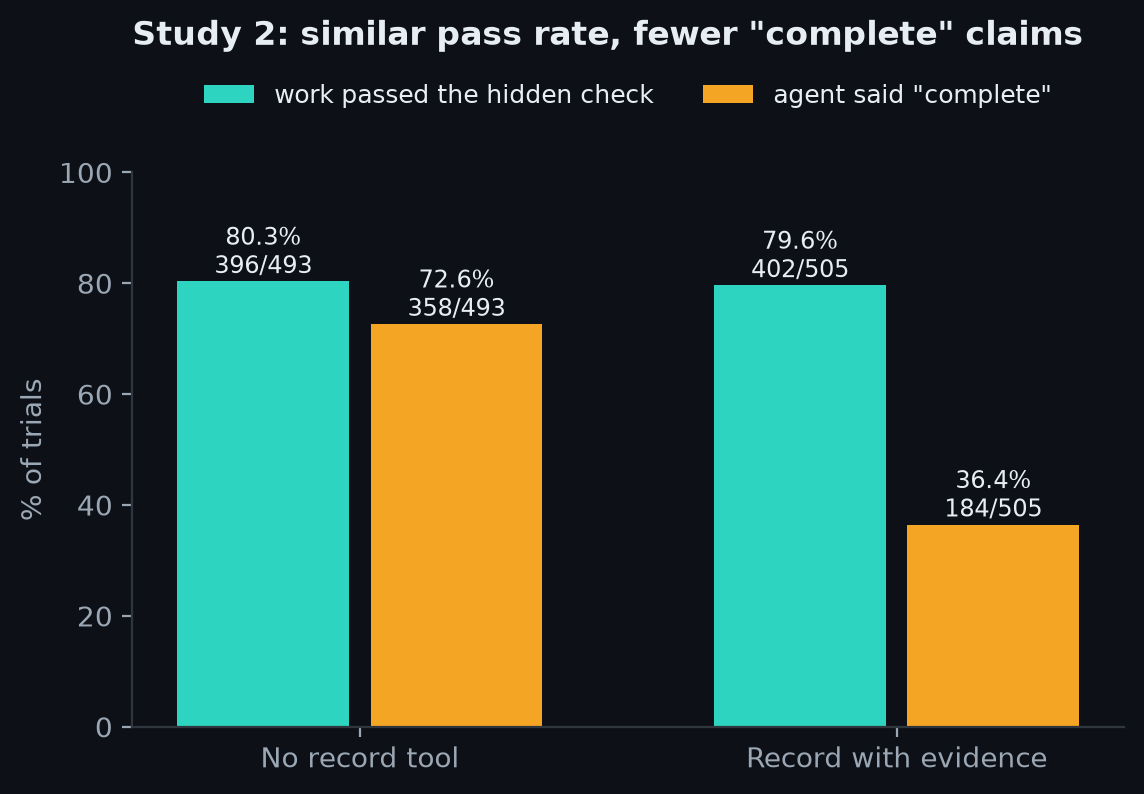 Study 2: similar pass rate, fewer "complete" claims
work passed the hidden check
agent said "complete"
% of trials
100
80
60
40
20
0
80.3%
396/493
72.6%
358/493
79.6%
402/505
36.4%
184/505
No record tool
Record with evidence